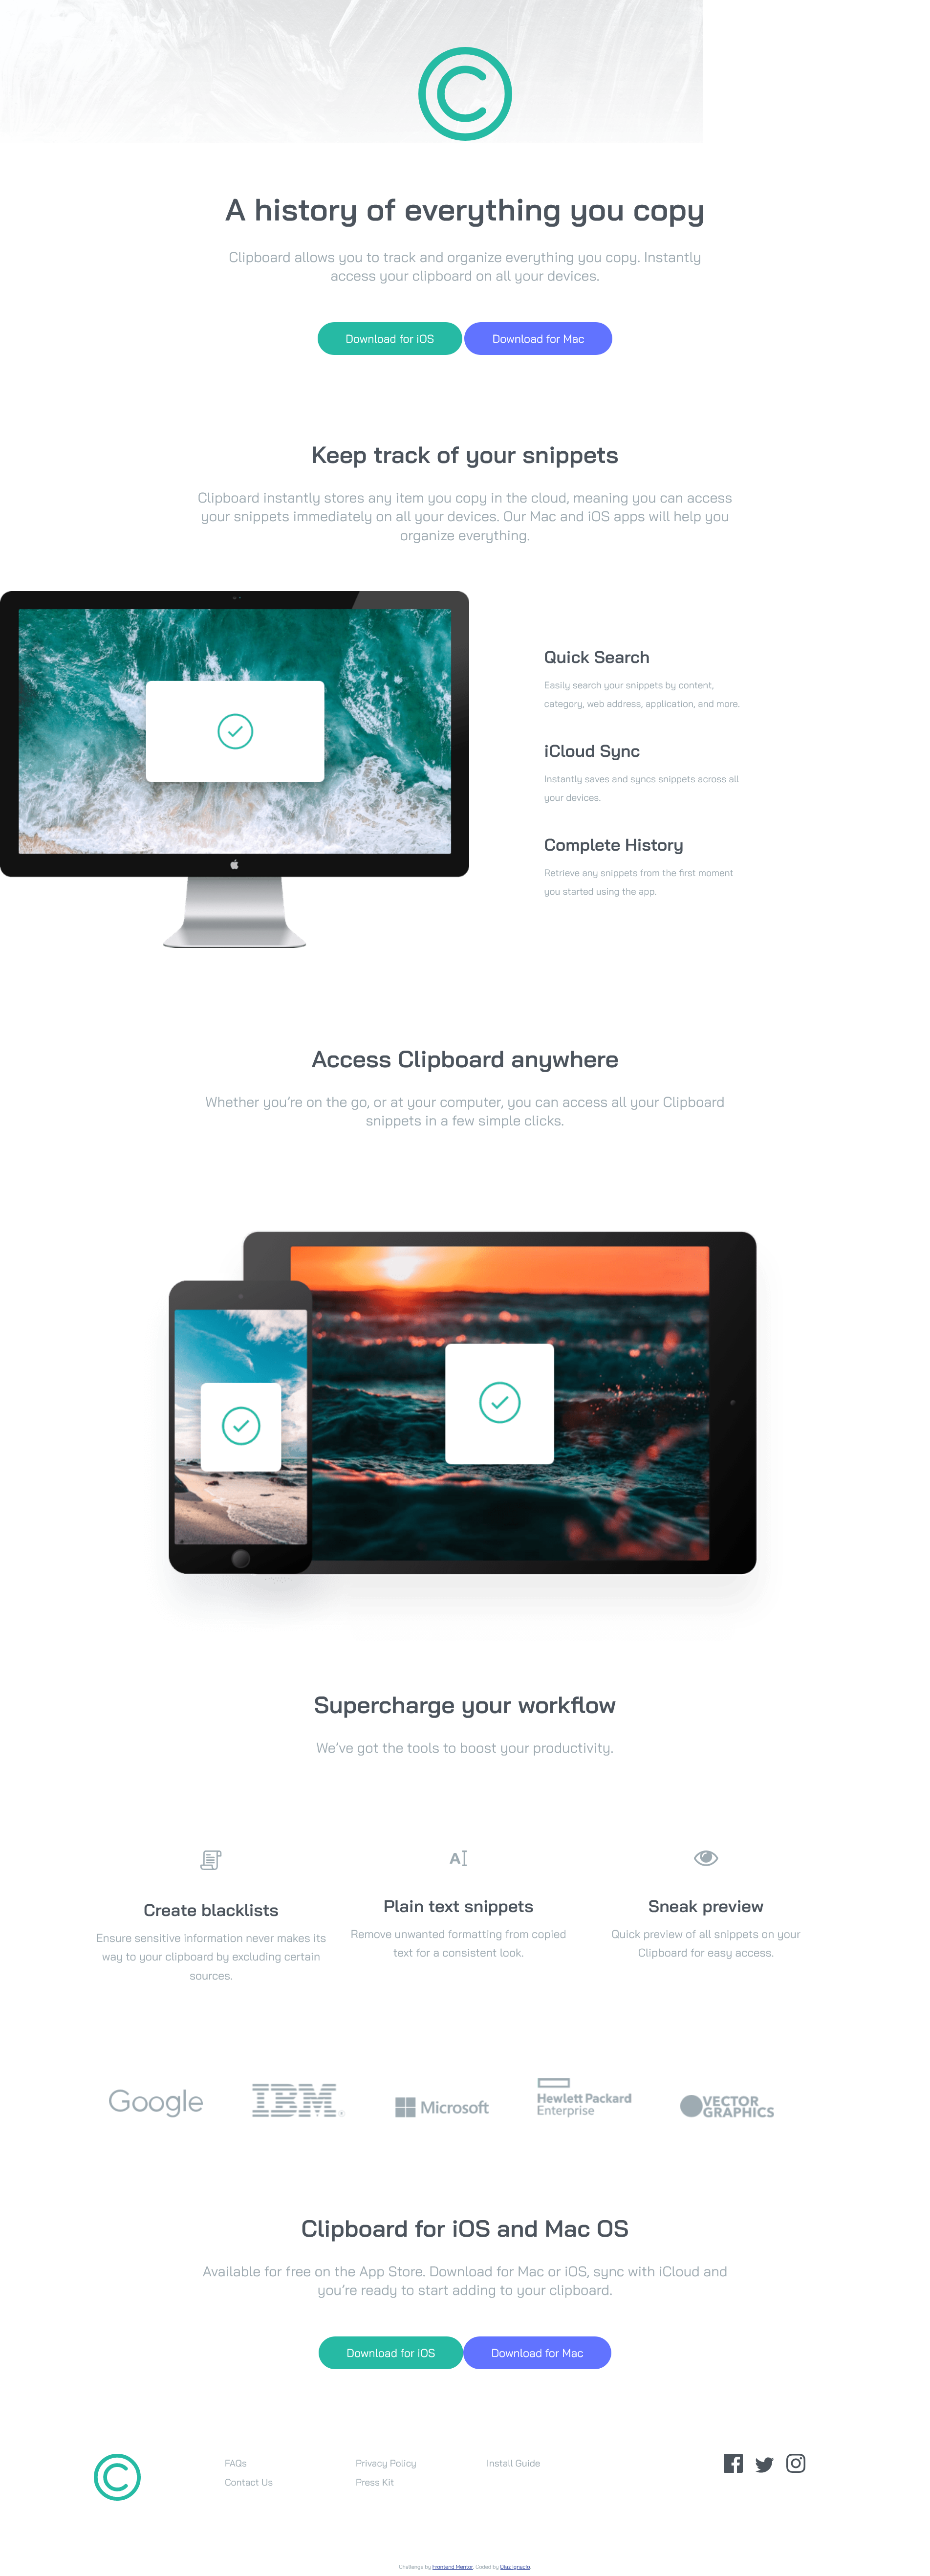 A history of everything you copy
Clipboard allows you to track and organize everything you copy. Instantly
access your clipboard on all your devices.
Download for iOS
Download for Mac
Keep track of your snippets
Clipboard instantly stores any item you copy in the cloud, meaning you can access
your snippets immediately on all your devices. Our Mac and iOS apps will help you
organize everything.
Quick Search
Easily search your snippets by content,
category, web address, application, and more.
iCloud Sync
Instantly saves and syncs snippets across all
your devices.
Complete History
Retrieve any snippets from the first moment
you started using the app.
Access Clipboard anywhere
Whether you’re on the go, or at your computer, you can access all your Clipboard
snippets in a few simple clicks.
Supercharge your workflow
We’ve got the tools to boost your productivity.
Create blacklists
Ensure sensitive information never makes its
way to your clipboard by excluding certain
sources.
Plain text snippets
Remove unwanted formatting from copied
text for a consistent look.
Sneak preview
Quick preview of all snippets on your
Clipboard for easy access.
Google
IBM
Microsoft
Hewlett Packard
Enterprise
VECTOR
GRAPHICS
Clipboard for iOS and Mac OS
Available for free on the App Store. Download for Mac or iOS, sync with iCloud and
you’re ready to start adding to your clipboard.
Download for iOS
Download for Mac
FAQs
Contact Us
Privacy Policy
Press Kit
Install Guide
Challenge by Frontend Mentor. Coded by Diaz Ignacio.